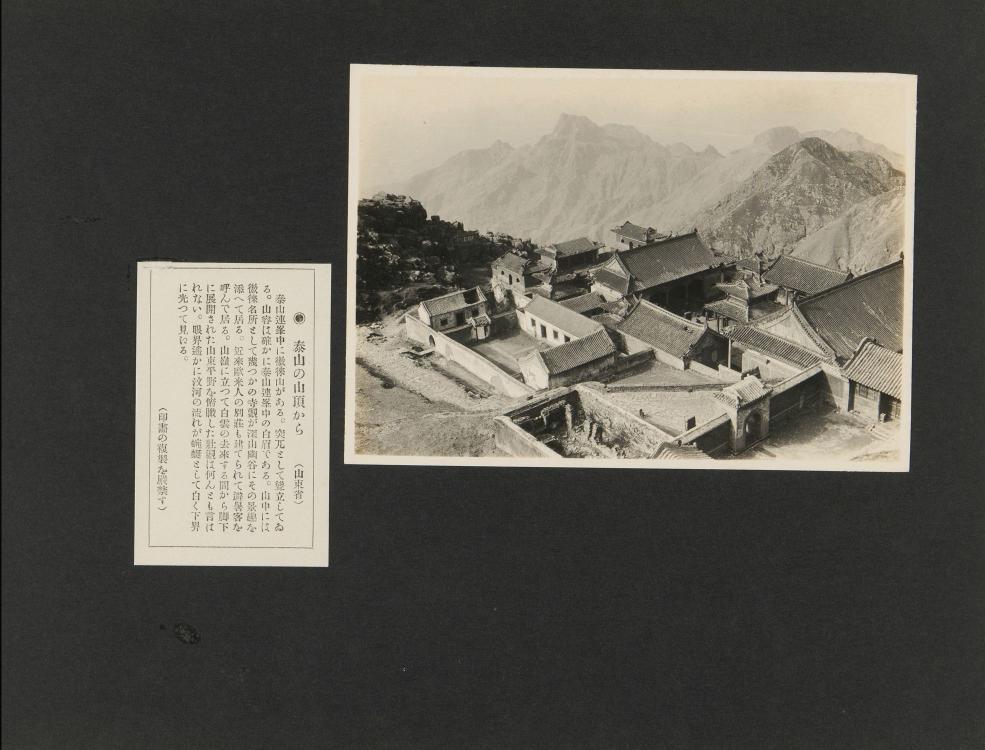 泰山の山頂から （山東省）
泰山連峯中に徂徠山がある。突兀として聳立してゐ
る。山容は確かに泰山連峯中の白眉である。山中には
徂徠名所として幾つかの寺觀が深山幽谷にその景趣を
添へて居る。近來歐米人の別莊も建てられて避暑客を
呼んで居る。山嶺に立つて白雲の去來する間から脚下
に展開された山東平野を俯瞰した壯觀は何んとも言は
れない。眼界遙かに汶河の流れが蜿蜒として白く下界
に光つて見ゆる。
（印畫の複製を嚴禁す）